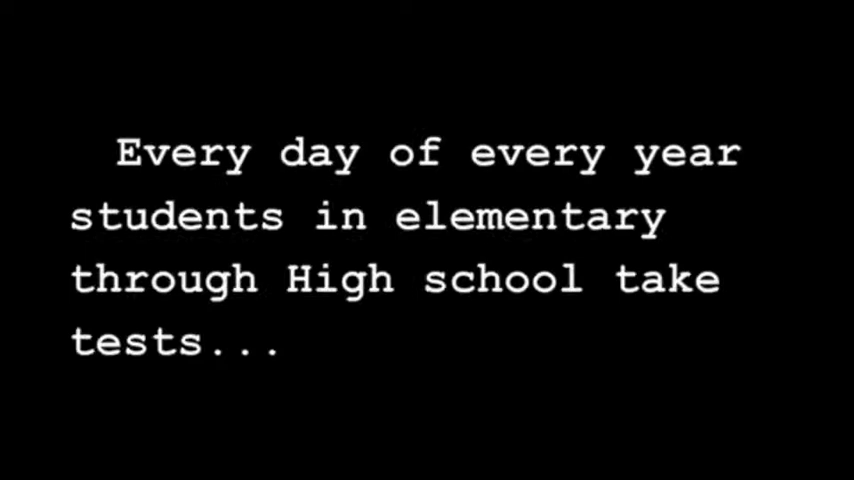 Every day of every year
students in elementary
through High school take
tests...